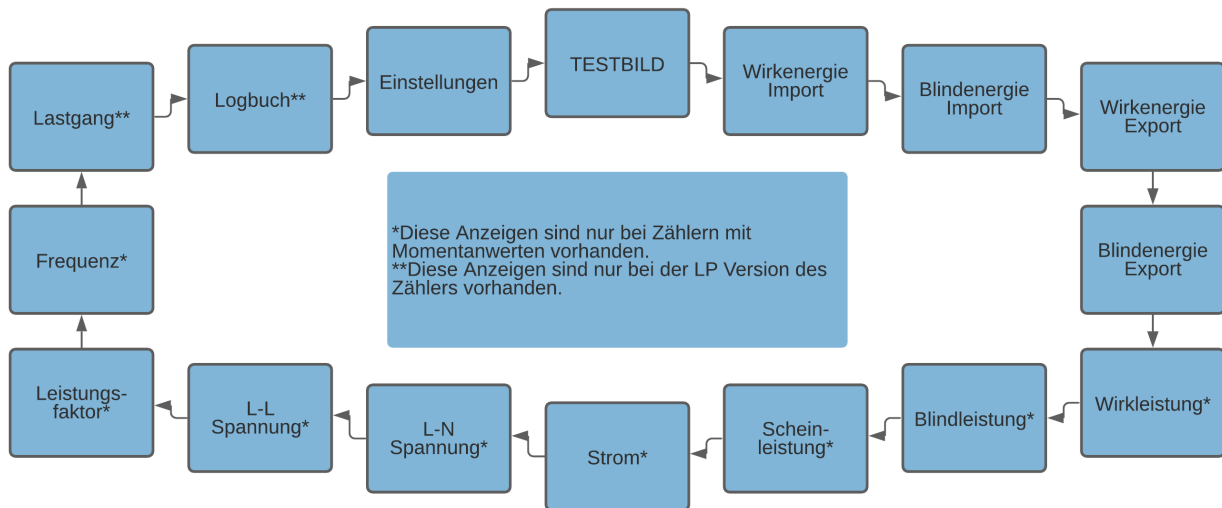 Lastgang**
Logbuch**
Einstellungen
TESTBILD
Wirkenergie
Import
Blindenergie
Import
Wirkenergie
Export
*Diese Anzeigen sind nur bei Zählern mit
Momentanwerten vorhanden.
**Diese Anzeigen sind nur bei der LP Version des
Zählers vorhanden.
Frequenz*
Blindenergie
Export
Leistungs-
faktor*
L-L
Spannung*
L-N
Spannung*
Strom*
Schein-
leistung*
Blindleistung*
Wirkleistung*